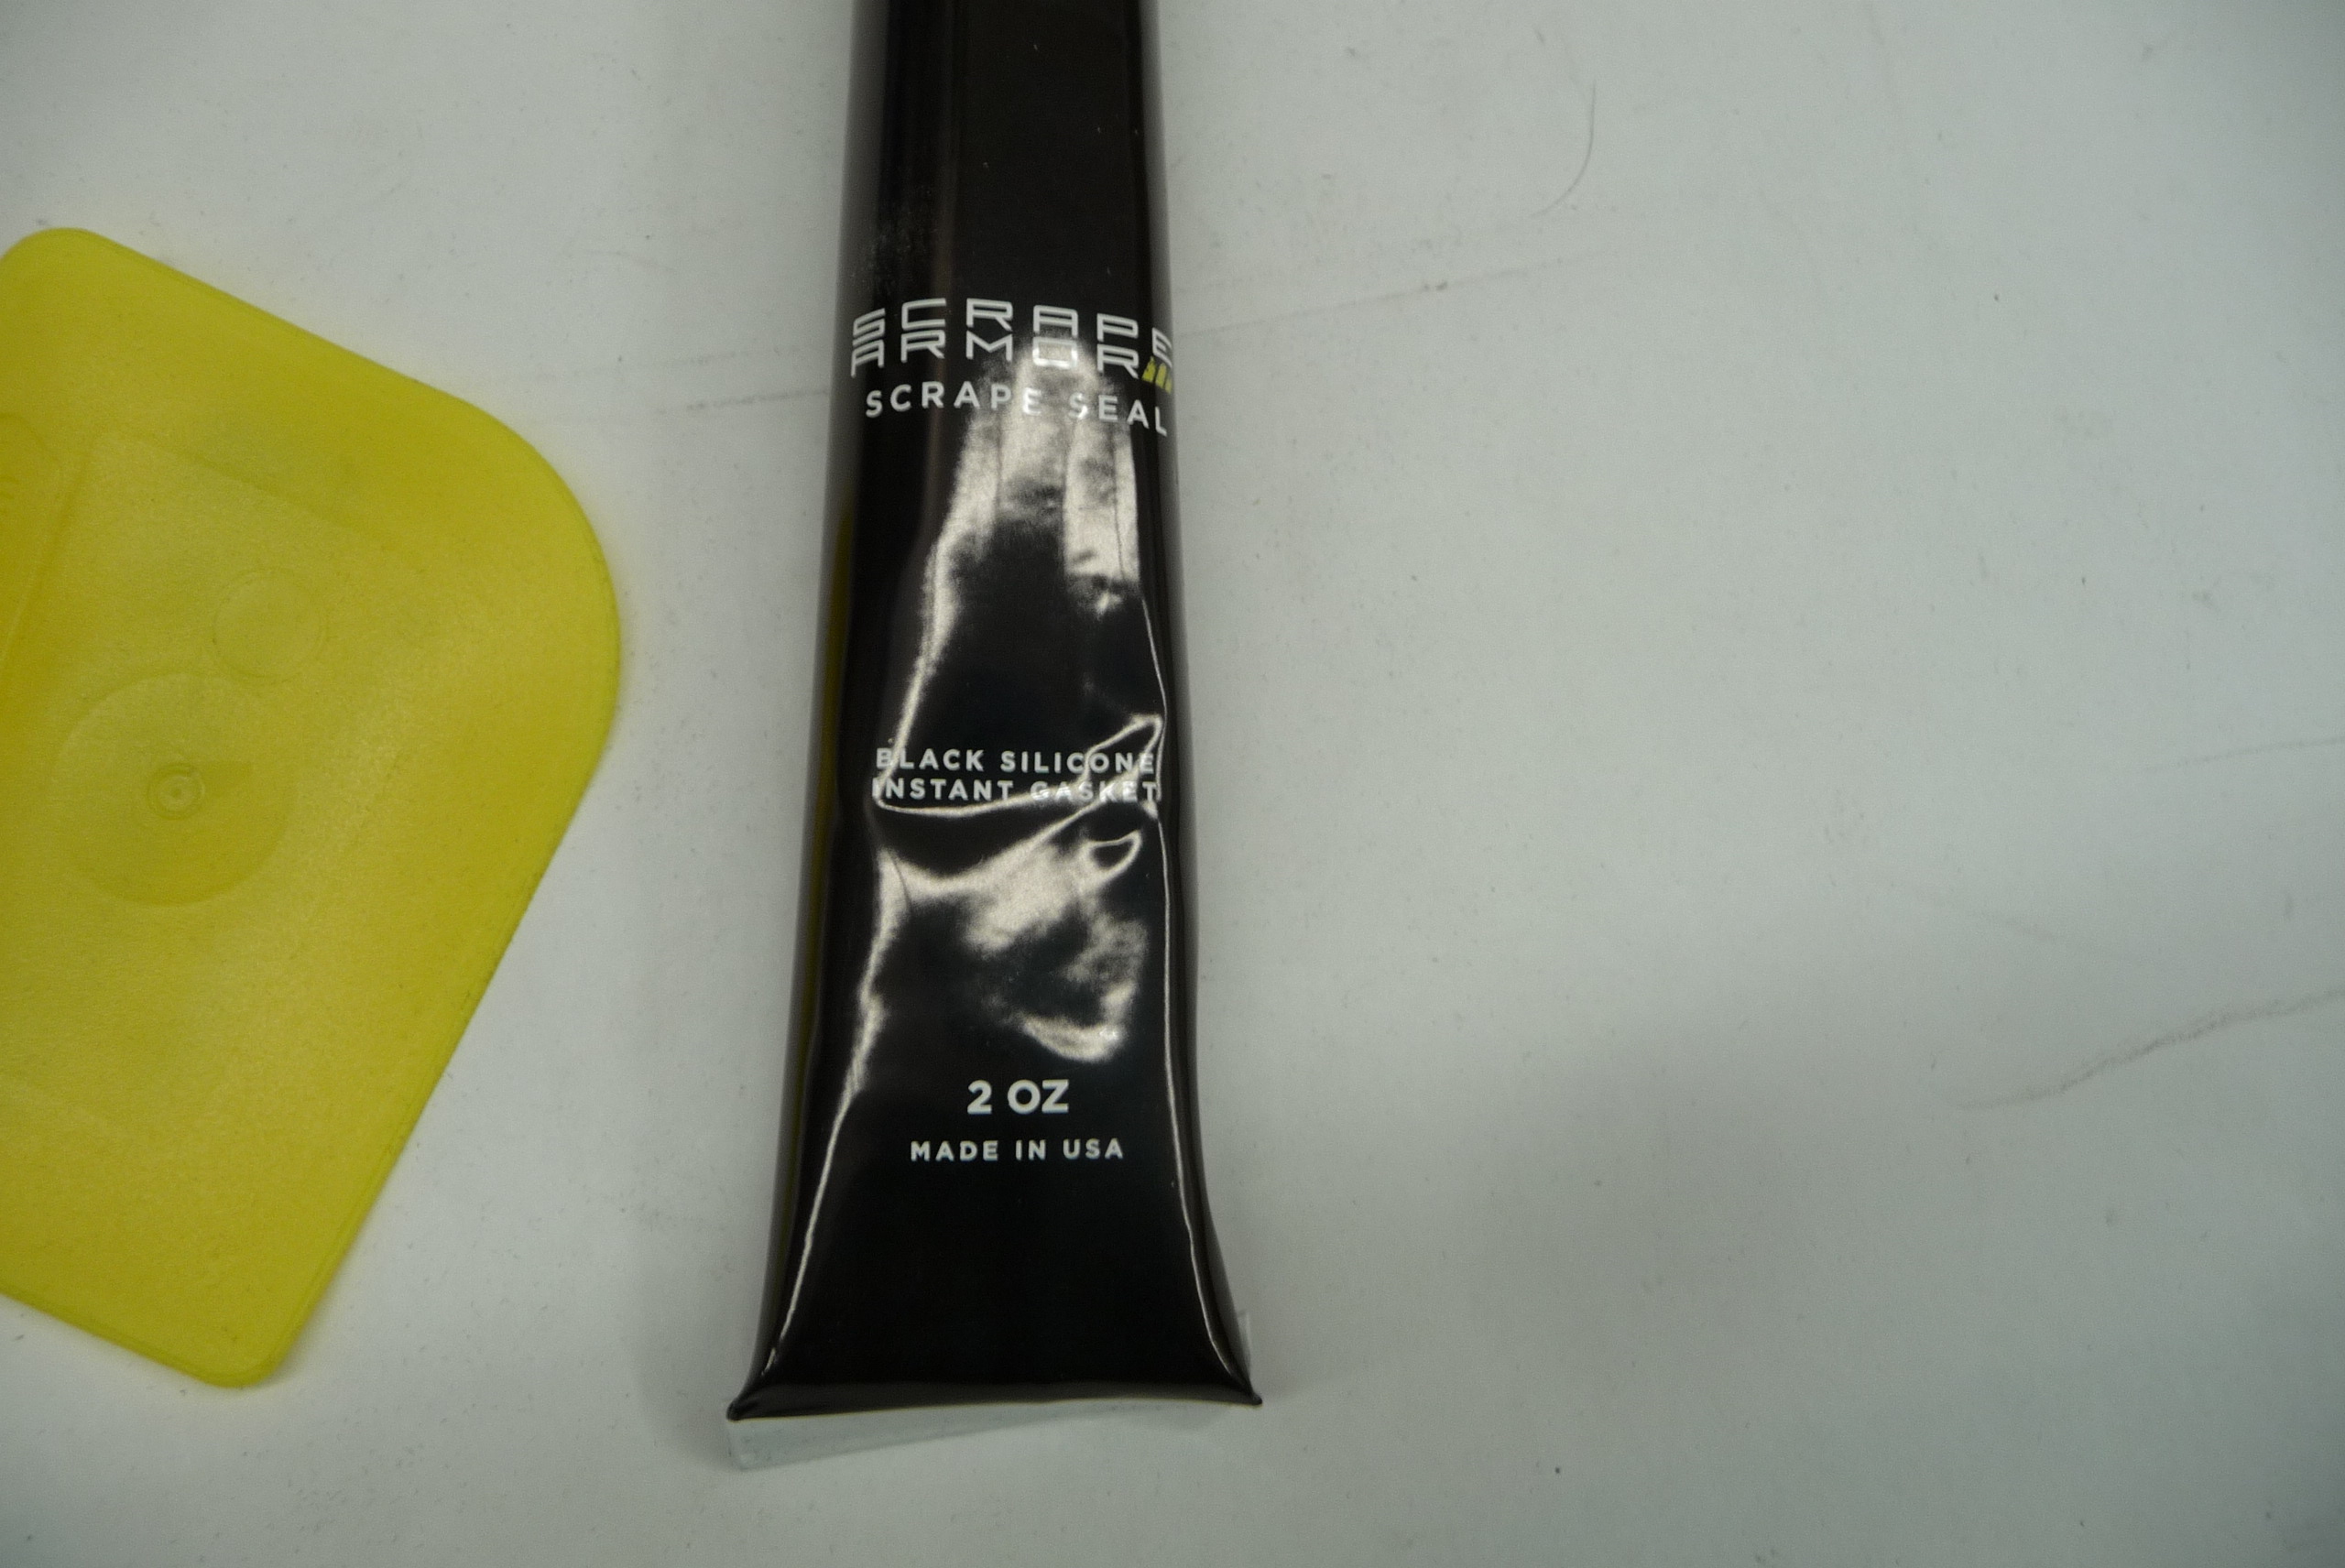 SCRAPE
ARMOR
SCRAPE SEAL
BLACK SILICONE
INSTANT GASKET
2 OZ
MADE IN USA